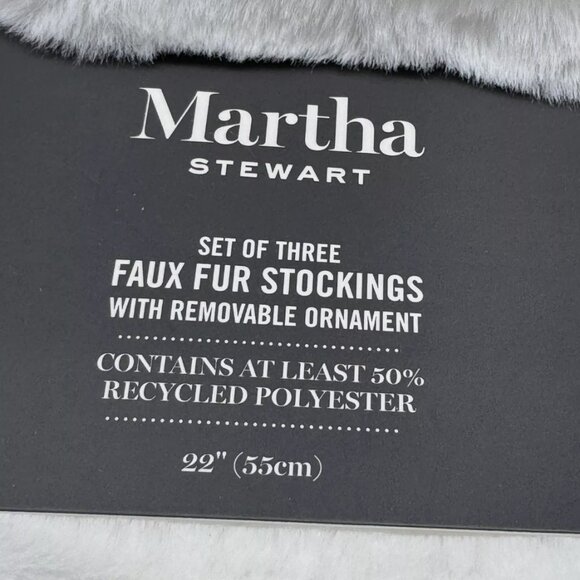 Martha
STEWART
SET OF THREE
FAUX FUR STOCKINGS
WITH REMOVABLE ORNAMENT
CONTAINS AT LEAST 50%
RECYCLED POLYESTER
22" (55cm)